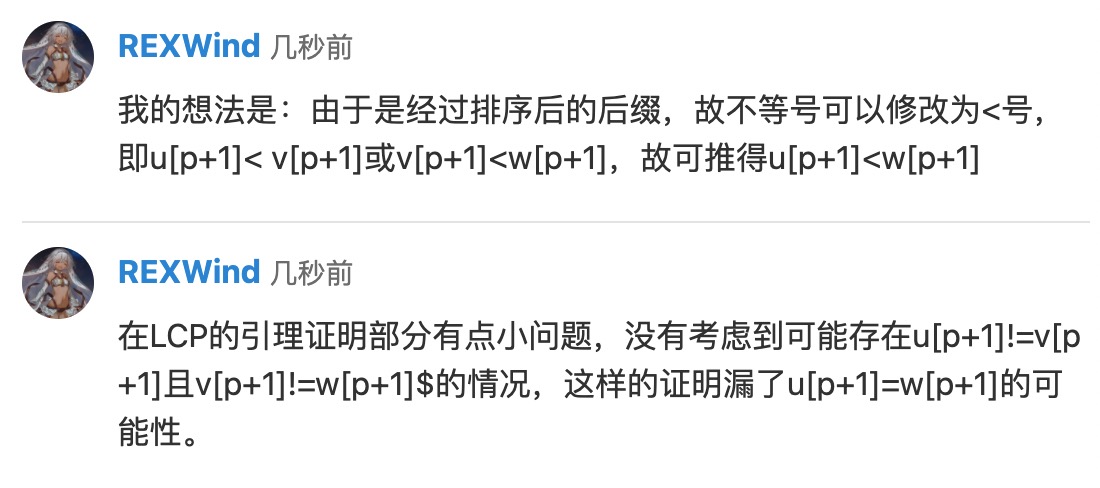 REXWind 几秒前
我的想法是：由于是经过排序后的后缀，故不等号可以修改为<号，
即u[p+1]< v[p+1]或v[p+1]<w[p+1]，故可推得u[p+1]<w[p+1]
REXWind 几秒前
在LCP的引理证明部分有点小问题，没有考虑到可能存在u[p+1]!=v[p
+1]且v[p+1]!=w[p+1]$的情况，这样的证明漏了u[p+1]=w[p+1]的可
能性。